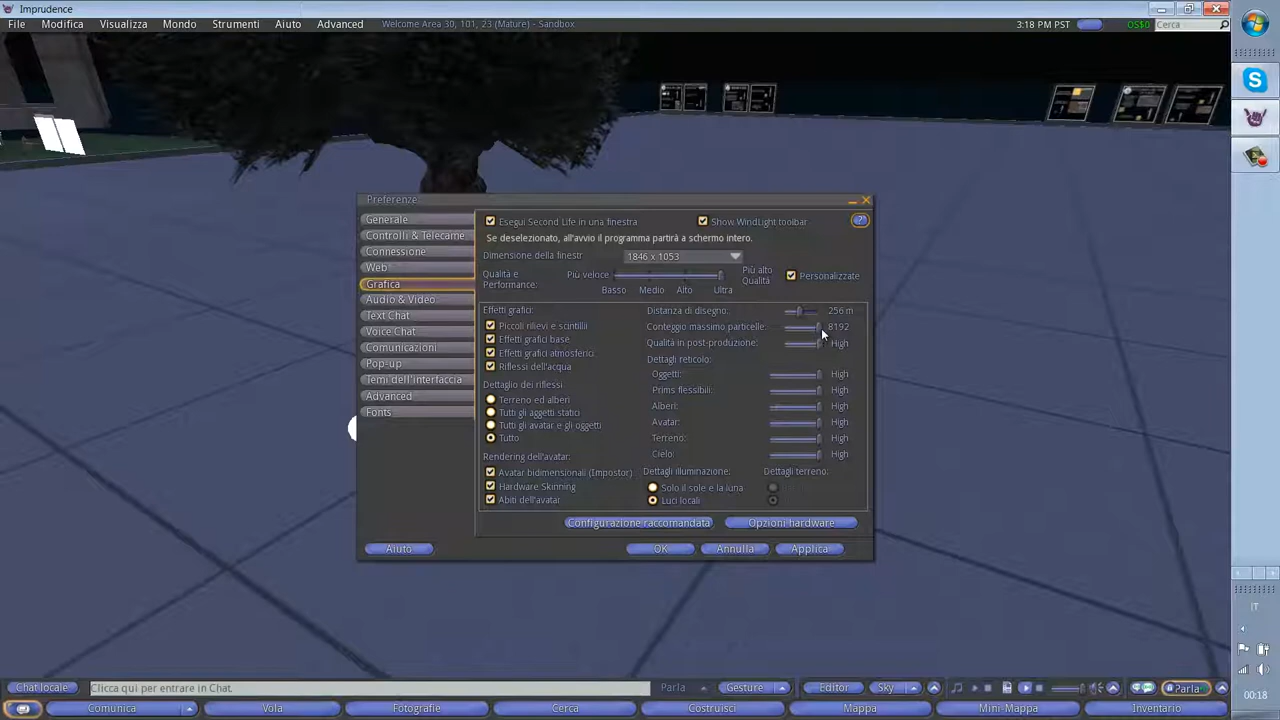 Imprudence
File Modifica Visualizza Mondo Strumenti Aiuto Advanced Welcome Area 30, 101, 23 (Mature) - Sandbox 3:18 PM PST OS$0 Cerca
Preferenze
Generale
Controlli & Telecame
Connessione
Web
Grafica
Audio & Video
Text Chat
Voice Chat
Comunicazioni
Pop-up
Temi dell'interfaccia
Advanced
Fonts
Esegui Second Life in una finestra Show WindLight toolbar ?
Se deselezionato, all'avvio il programma partirà a schermo intero.
Dimensione della finestr 1846 x 1053
Qualità e Performance: Più veloce Più alto Qualità Personalizzate
Basso Medio Alto Ultra
Effetti grafici:
Piccoli rilievi e scintillii
Effetti grafici base
Effetti grafici atmosferici
Riflessi dell'acqua
Dettaglio dei riflessi
Terreno ed alberi
Tutti gli aggetti statici
Tutti gli avatar e gli oggetti
Tutto
Rendering dell'avatar:
Avatar bidimensionali (Impostor)
Hardware Skinning
Abiti dell'avatar
Distanza di disegno: 256 m
Conteggio massimo particelle: 8192
Qualità in post-produzione: High
Dettagli reticolo:
Oggetti: High
Prims flessibili: High
Alberi: High
Avatar: High
Terreno: High
Cielo: High
Dettagli illuminazione: Dettagli terreno:
Solo il sole e la luna
Luci locali
Configurazione raccomandata Opzioni hardware
Aiuto OK Annulla Applica
Chat locale Clicca qui per entrare in Chat. Parla Gesture Editor Sky Parla
Comunica Vola Fotografie Cerca Costruisci Mappa Mini-Mappa Inventario
IT
00:18